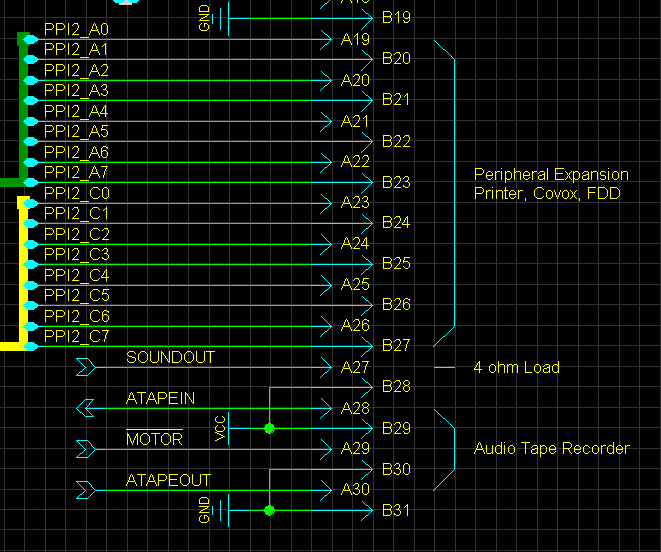 A18
GND B19
PPI2_A0 A19
PPI2_A1 B20
PPI2_A2 A20
PPI2_A3 B21
PPI2_A4 A21
PPI2_A5 B22
PPI2_A6 A22
PPI2_A7 B23
PPI2_C0 A23
PPI2_C1 B24
PPI2_C2 A24
PPI2_C3 B25
PPI2_C4 A25
PPI2_C5 B26
PPI2_C6 A26
PPI2_C7 B27
Peripheral Expansion
Printer, Covox, FDD
SOUNDOUT A27 4 ohm Load
B28
ATAPEIN A28
VCC B29
MOTOR A29 Audio Tape Recorder
B30
ATAPEOUT A30
GND B31